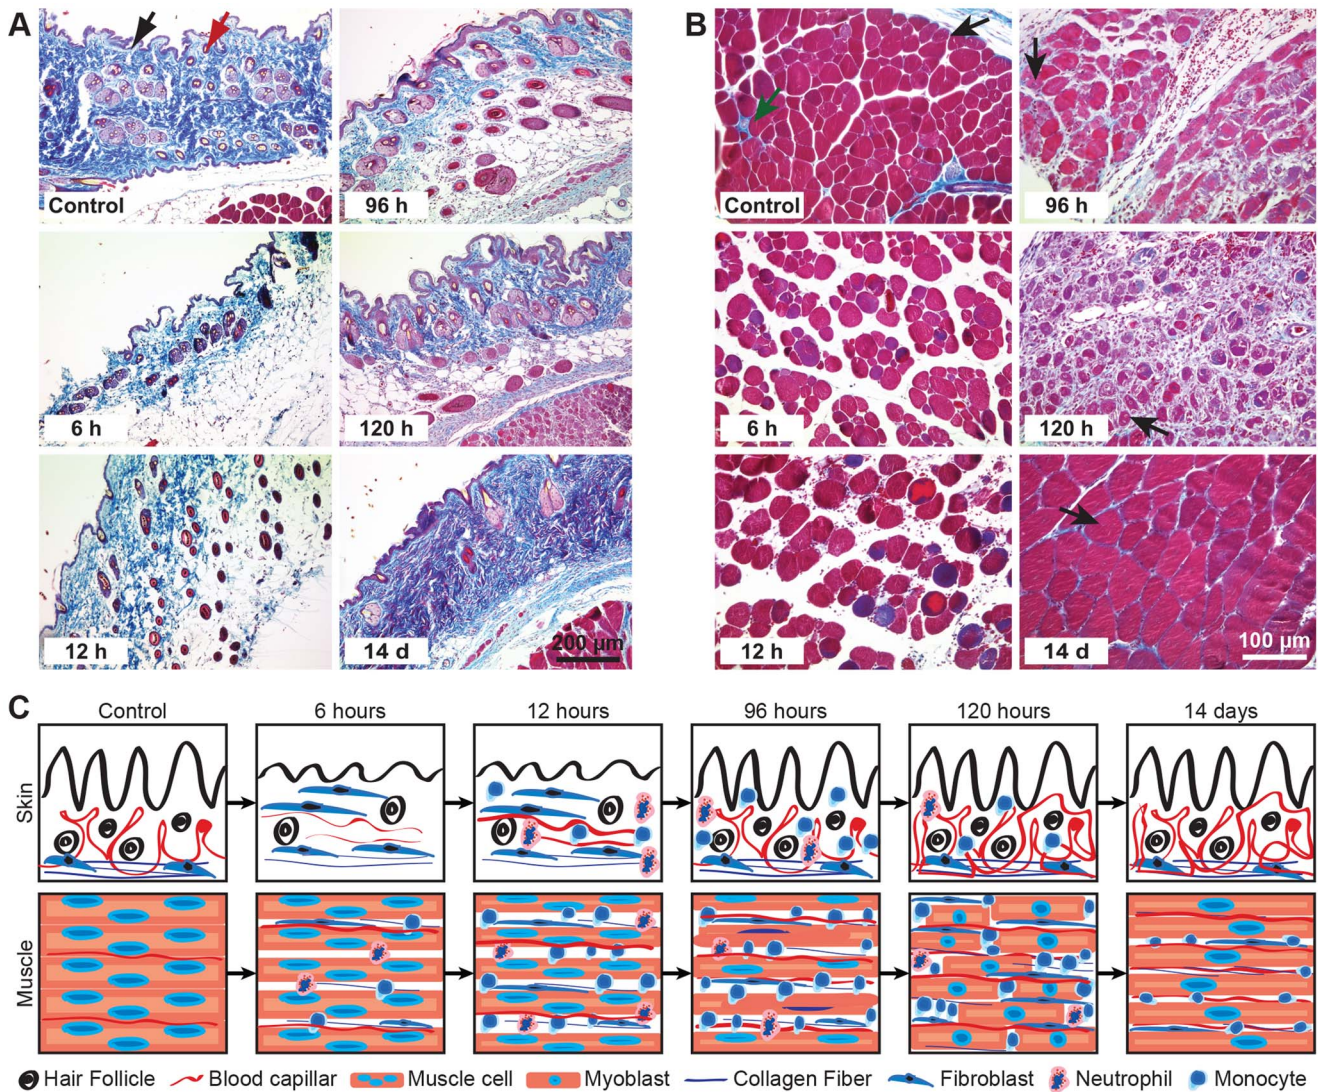 A
Control
96 h
6 h
120 h
12 h
14 d
200 µm
B
Control
96 h
6 h
120 h
12 h
14 d
100 µm
C
Control
6 hours
12 hours
96 hours
120 hours
14 days
Skin
Muscle
Hair Follicle
Blood capillar
Muscle cell
Myoblast
Collagen Fiber
Fibroblast
Neutrophil
Monocyte